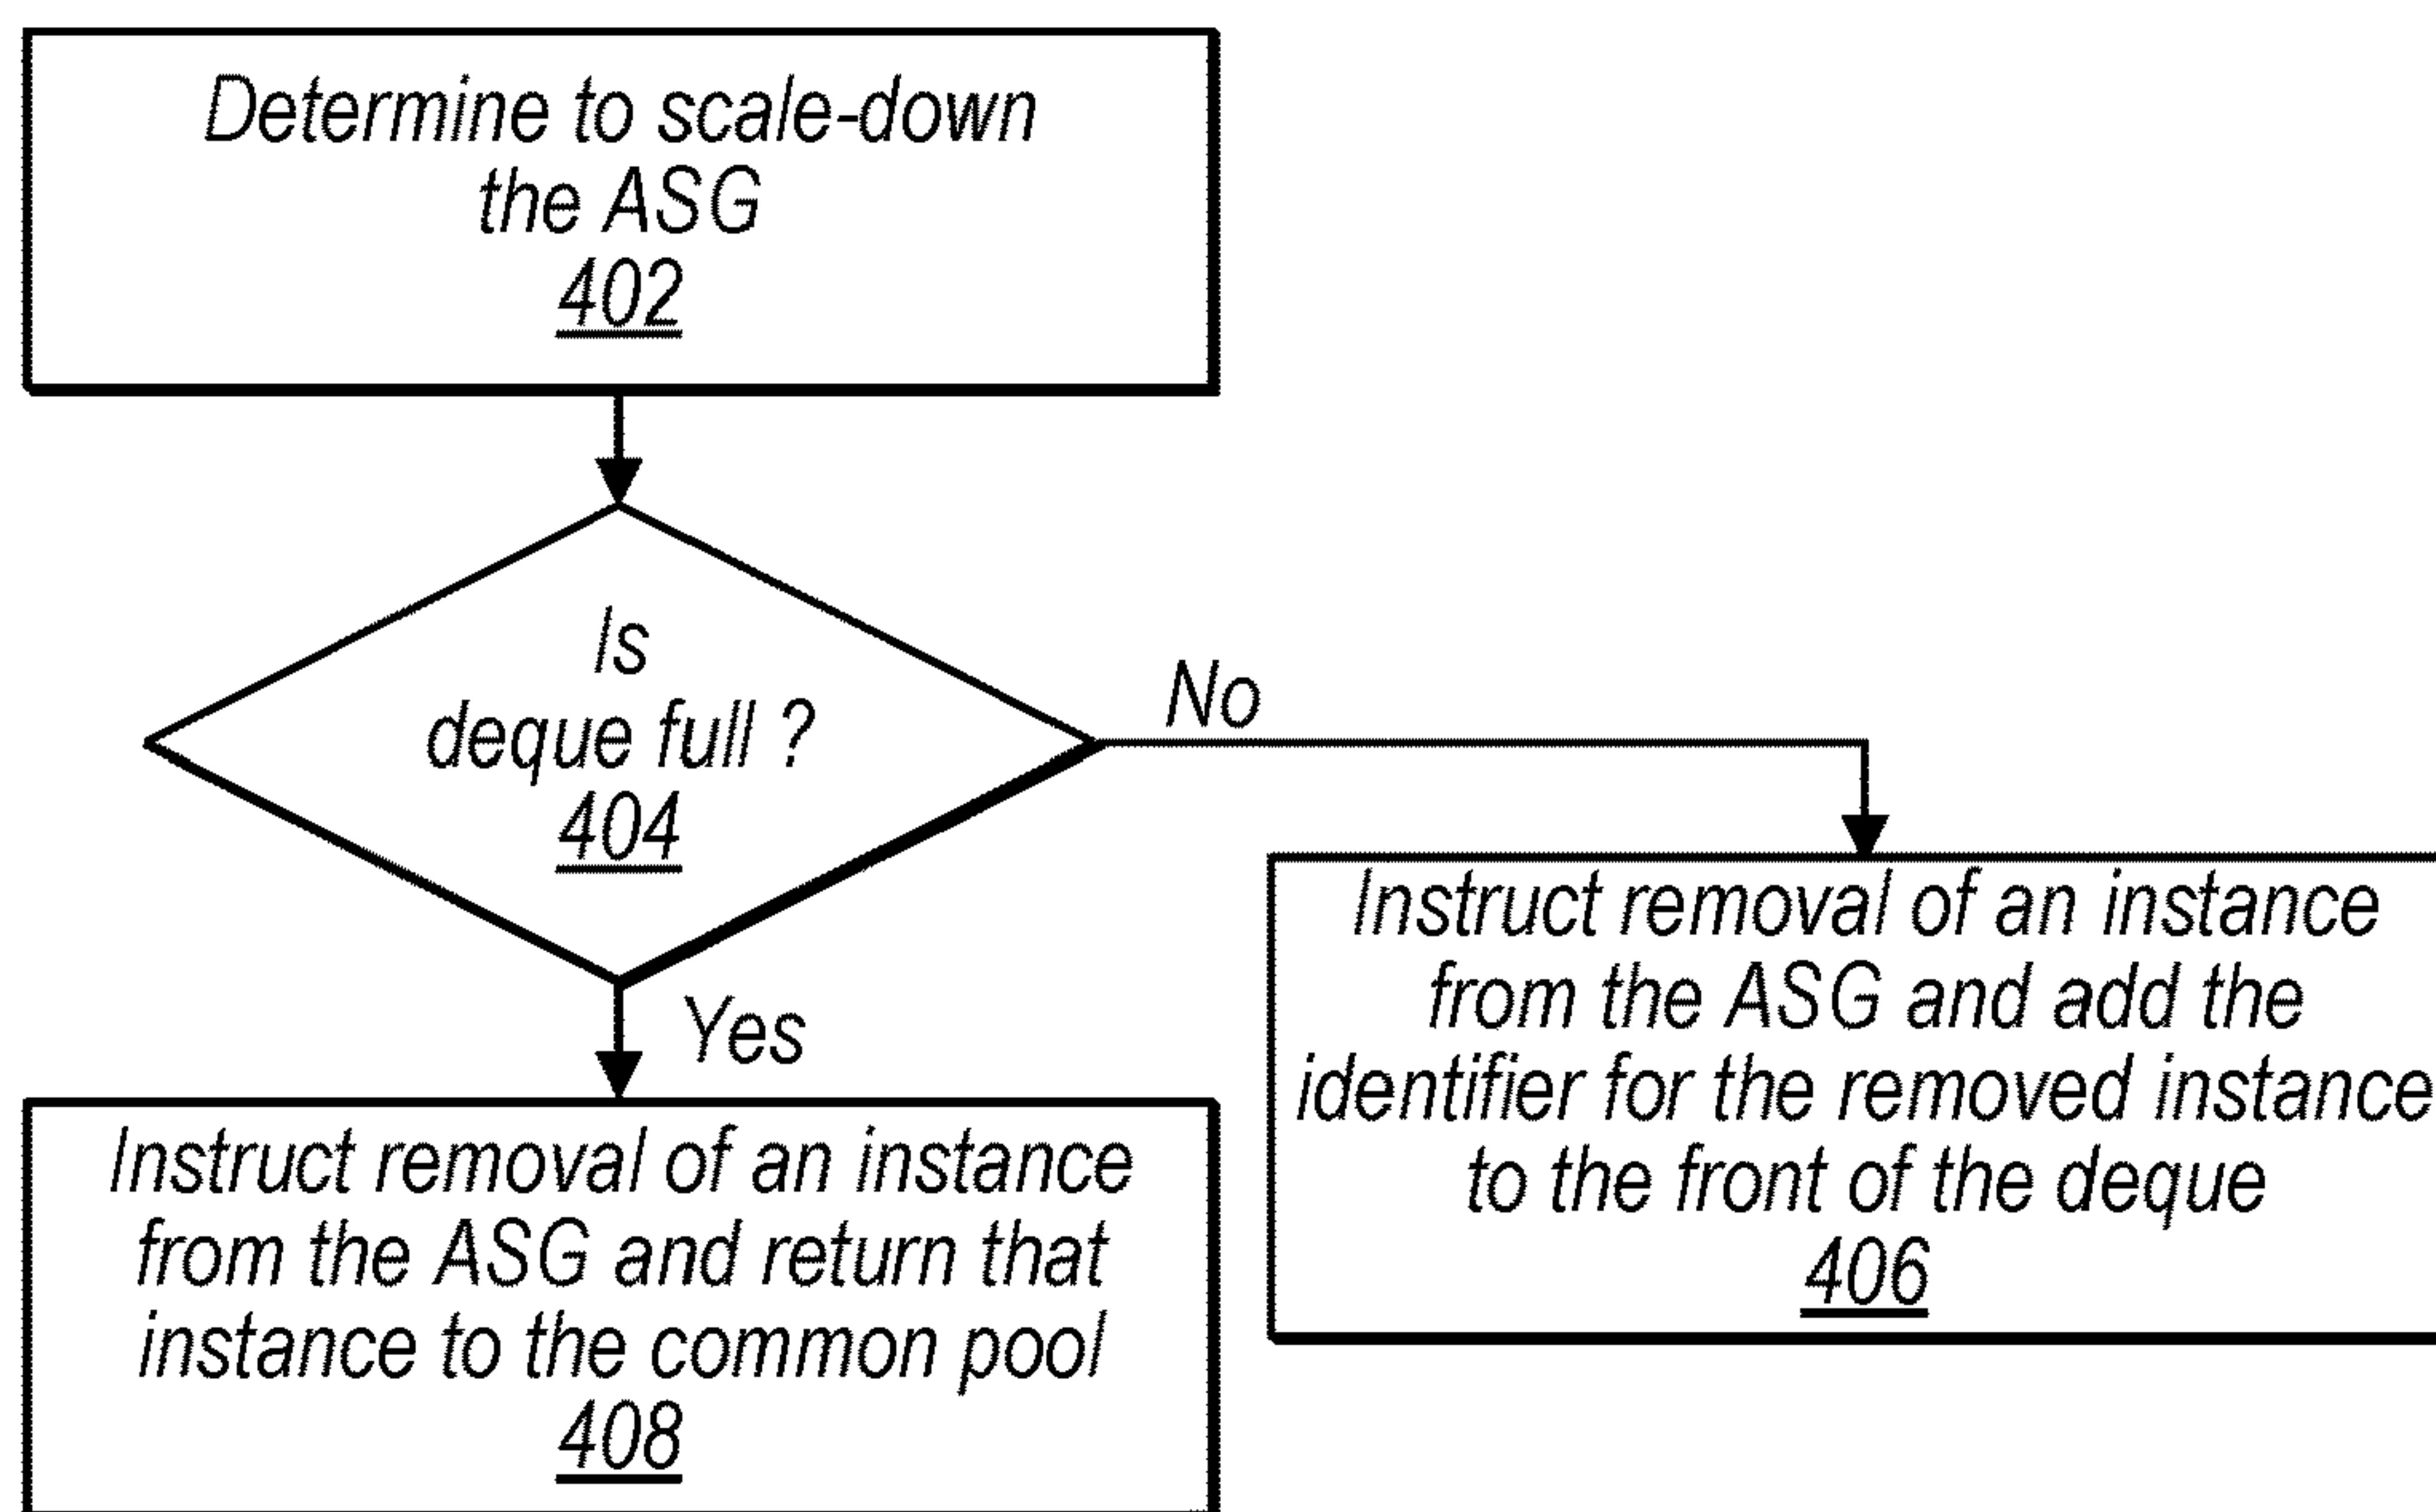 Determine to scale-down
the ASG
402
Is
deque full ?
404
No
Yes
Instruct removal of an instance
from the ASG and add the
identifier for the removed instance
to the front of the deque
406
Instruct removal of an instance
from the ASG and return that
instance to the common pool
408